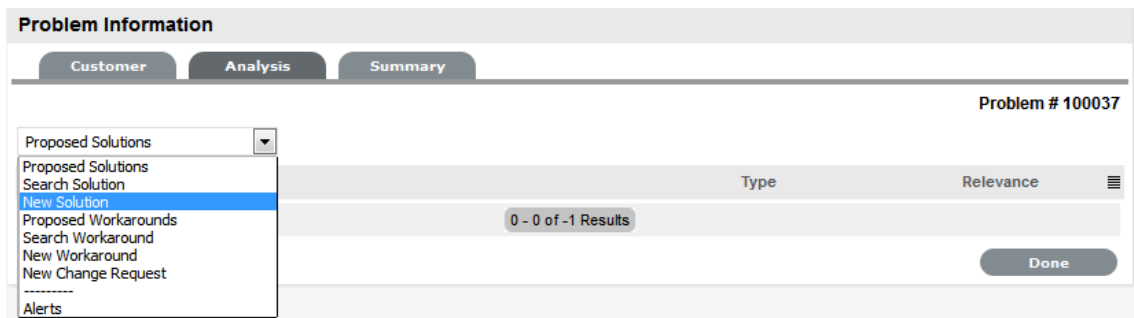 Problem Information
Customer Analysis Summary
Problem # 100037
Proposed Solutions
Proposed Solutions
Search Solution
New Solution
Proposed Workarounds
Search Workaround
New Workaround
New Change Request
---------
Alerts
Type Relevance
0 - 0 of -1 Results
Done